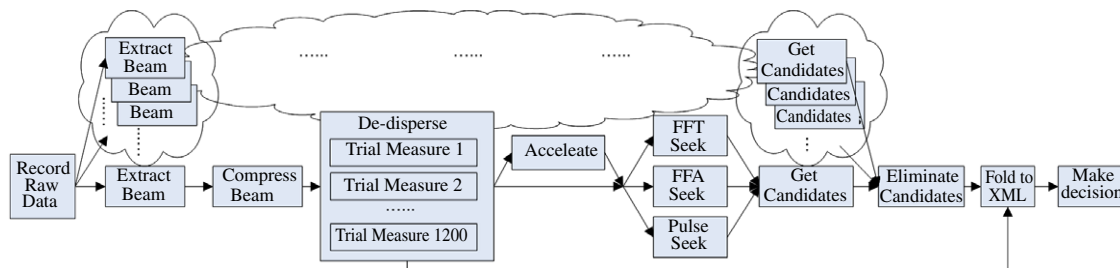 Extract
Beam
Beam
Beam
......
......
......
Get
Candidates
Candidates
Candidates
Record
Raw
Data
Extract
Beam
Compress
Beam
De-disperse
Trial Measure 1
Trial Measure 2
......
Trial Measure 1200
Acceleate
FFT
Seek
FFA
Seek
Pulse
Seek
Get
Candidates
Eliminate
Candidates
Fold to
XML
Make
decision